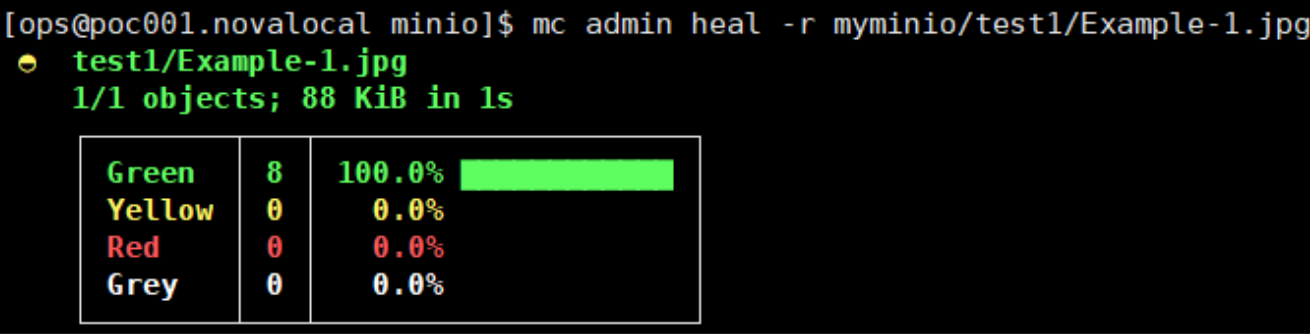 [ops@poc001.novalocal minio]$ mc admin heal -r myminio/test1/Example-1.jpg
test1/Example-1.jpg
1/1 objects; 88 KiB in 1s
Green 8 100.0%
Yellow 0 0.0%
Red 0 0.0%
Grey 0 0.0%